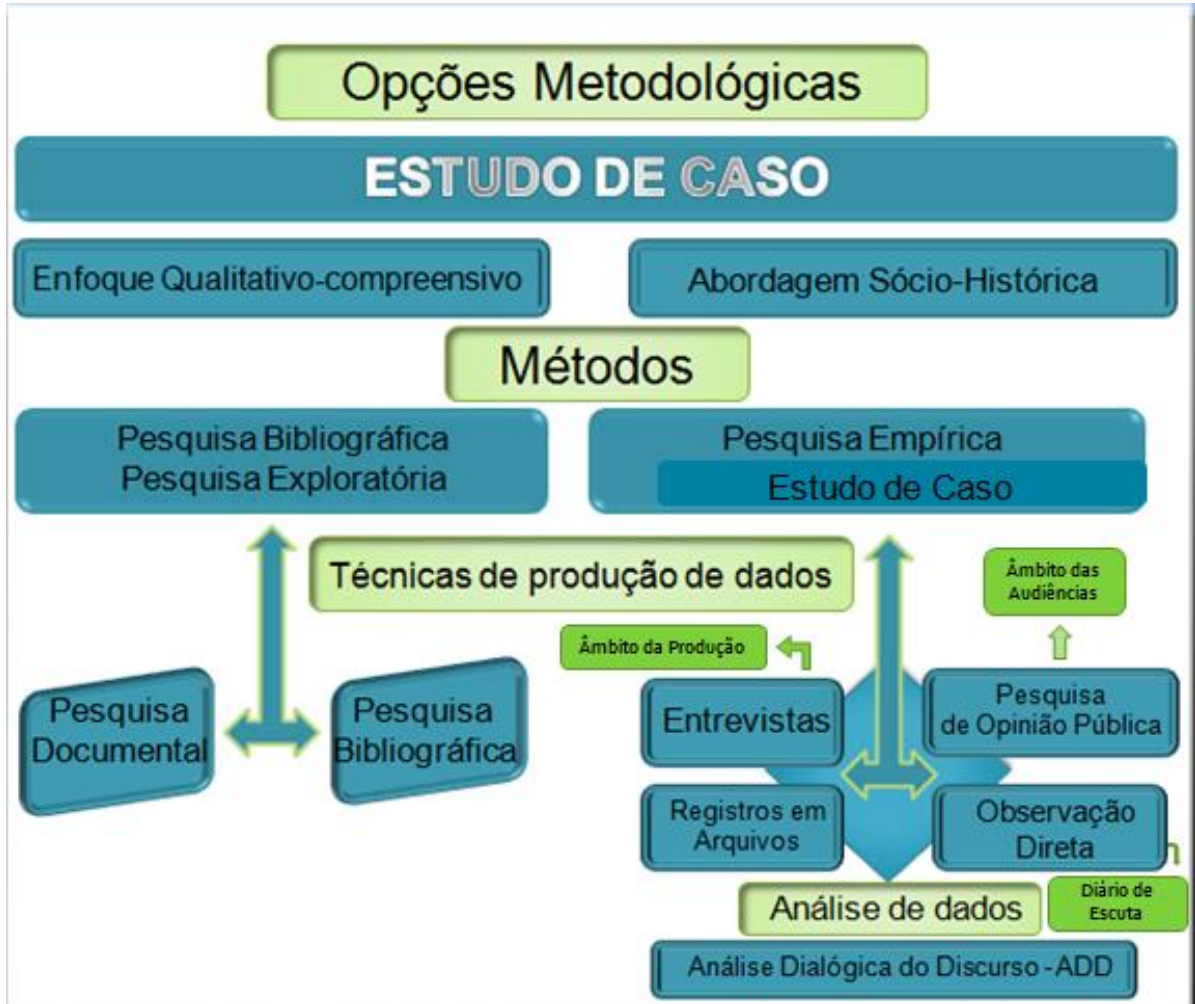 Opções Metodológicas
ESTUDO DE CASO
Enfoque Qualitativo-compreensivo
Abordagem Sócio-Histórica
Métodos
Pesquisa Bibliográfica
Pesquisa Exploratória
Pesquisa Empírica
Estudo de Caso
Técnicas de produção de dados
Âmbito das
Audiências
Âmbito da Produção
Pesquisa
Documental
Pesquisa
Bibliográfica
Entrevistas
Pesquisa
de Opinião Pública
Registros em
Arquivos
Observação
Direta
Análise de dados
Diário de
Escuta
Análise Dialógica do Discurso -ADD